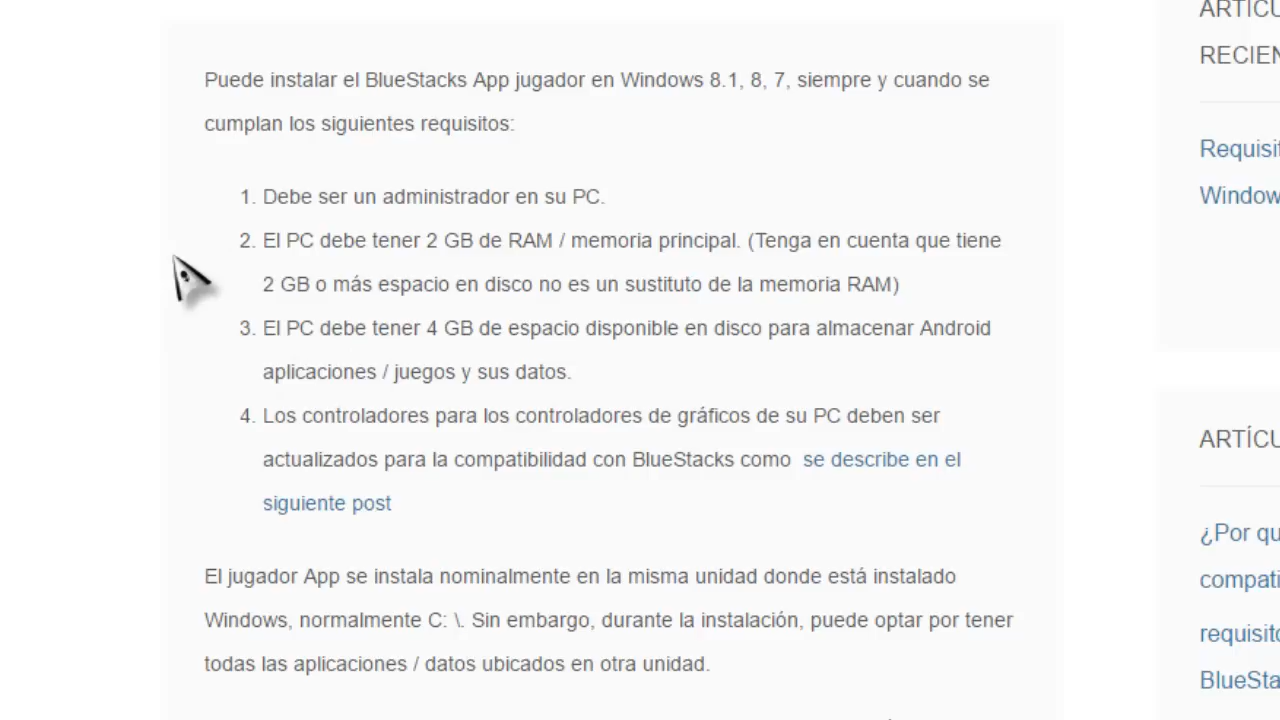 Puede instalar el BlueStacks App jugador en Windows 8.1, 8, 7, siempre y cuando se
cumplan los siguientes requisitos:
1. Debe ser un administrador en su PC.
2. El PC debe tener 2 GB de RAM / memoria principal. (Tenga en cuenta que tiene
2 GB o más espacio en disco no es un sustituto de la memoria RAM)
3. El PC debe tener 4 GB de espacio disponible en disco para almacenar Android
aplicaciones / juegos y sus datos.
4. Los controladores para los controladores de gráficos de su PC deben ser
actualizados para la compatibilidad con BlueStacks como se describe en el
siguiente post
El jugador App se instala nominalmente en la misma unidad donde está instalado
Windows, normalmente C: \. Sin embargo, durante la instalación, puede optar por tener
todas las aplicaciones / datos ubicados en otra unidad.
ARTÍCU
RECIEN
Requisit
Window
ARTÍCU
¿Por qu
compati
requisito
BlueSta